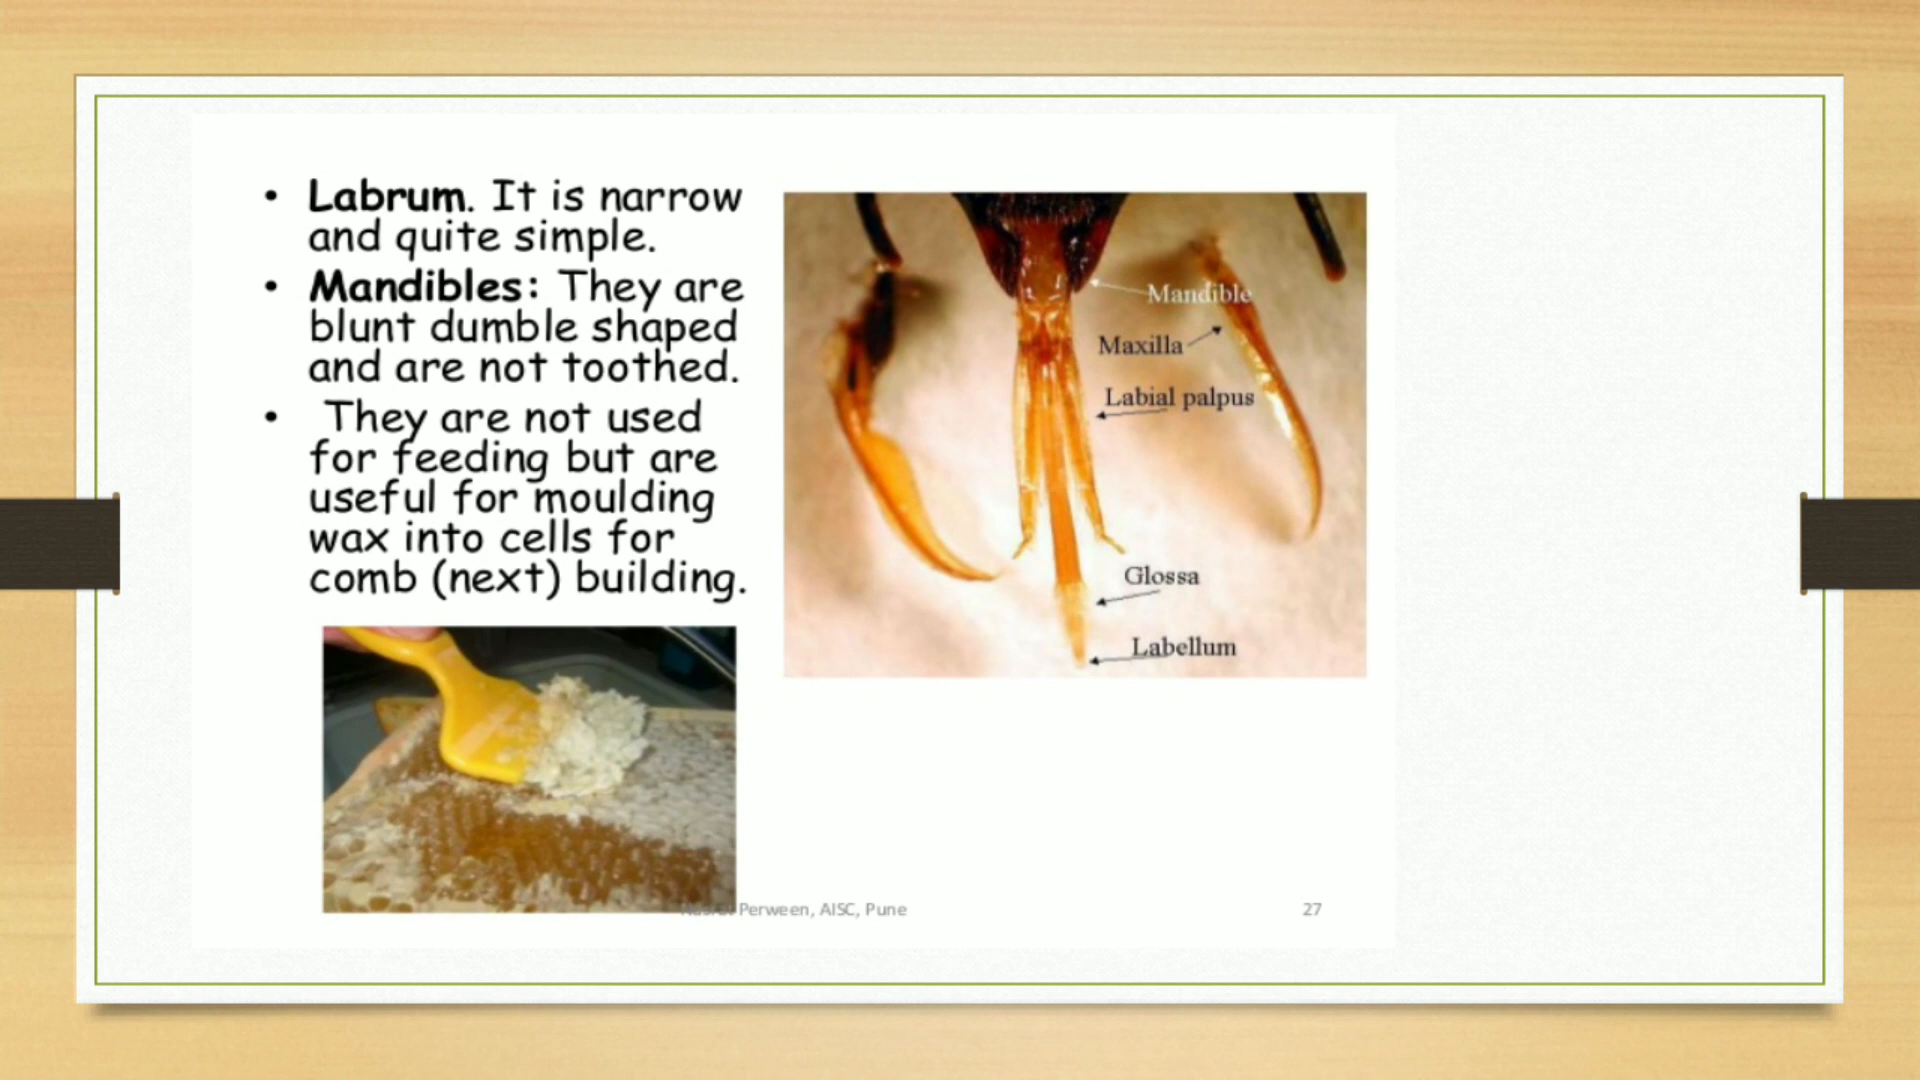 • Labrum. It is narrow
and quite simple.
• Mandibles: They are
blunt dumble shaped
and are not toothed.
• They are not used
for feeding but are
useful for moulding
wax into cells for
comb (next) building.
Mandible
Maxilla
Labial palpus
Glossa
Labellum
Perween, AISC, Pune
27